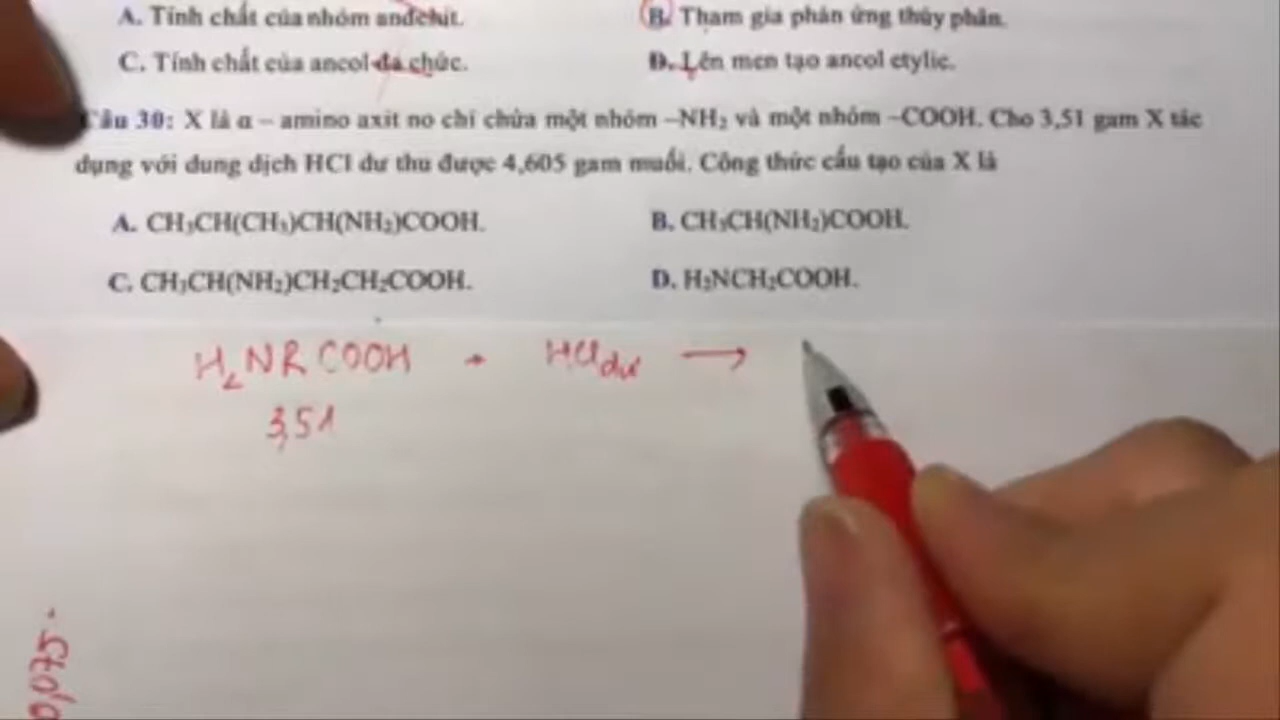 A. Tính chất của nhóm anđehit. B. Tham gia phản ứng thủy phân.
C. Tính chất của ancol đa chức. D. Lên men tạo ancol etylic.
Câu 30: X là α – amino axit no chỉ chứa một nhóm –NH₂ và một nhóm –COOH. Cho 3,51 gam X tác
dụng với dung dịch HCl dư thu được 4,605 gam muối. Công thức cấu tạo của X là
A. CH₃CH(CH₃)CH(NH₂)COOH. B. CH₃CH(NH₂)COOH.
C. CH₃CH(NH₂)CH₂CH₂COOH. D. H₂NCH₂COOH.
H₂NRCOOH + HCl dư →
3,51
0,075.